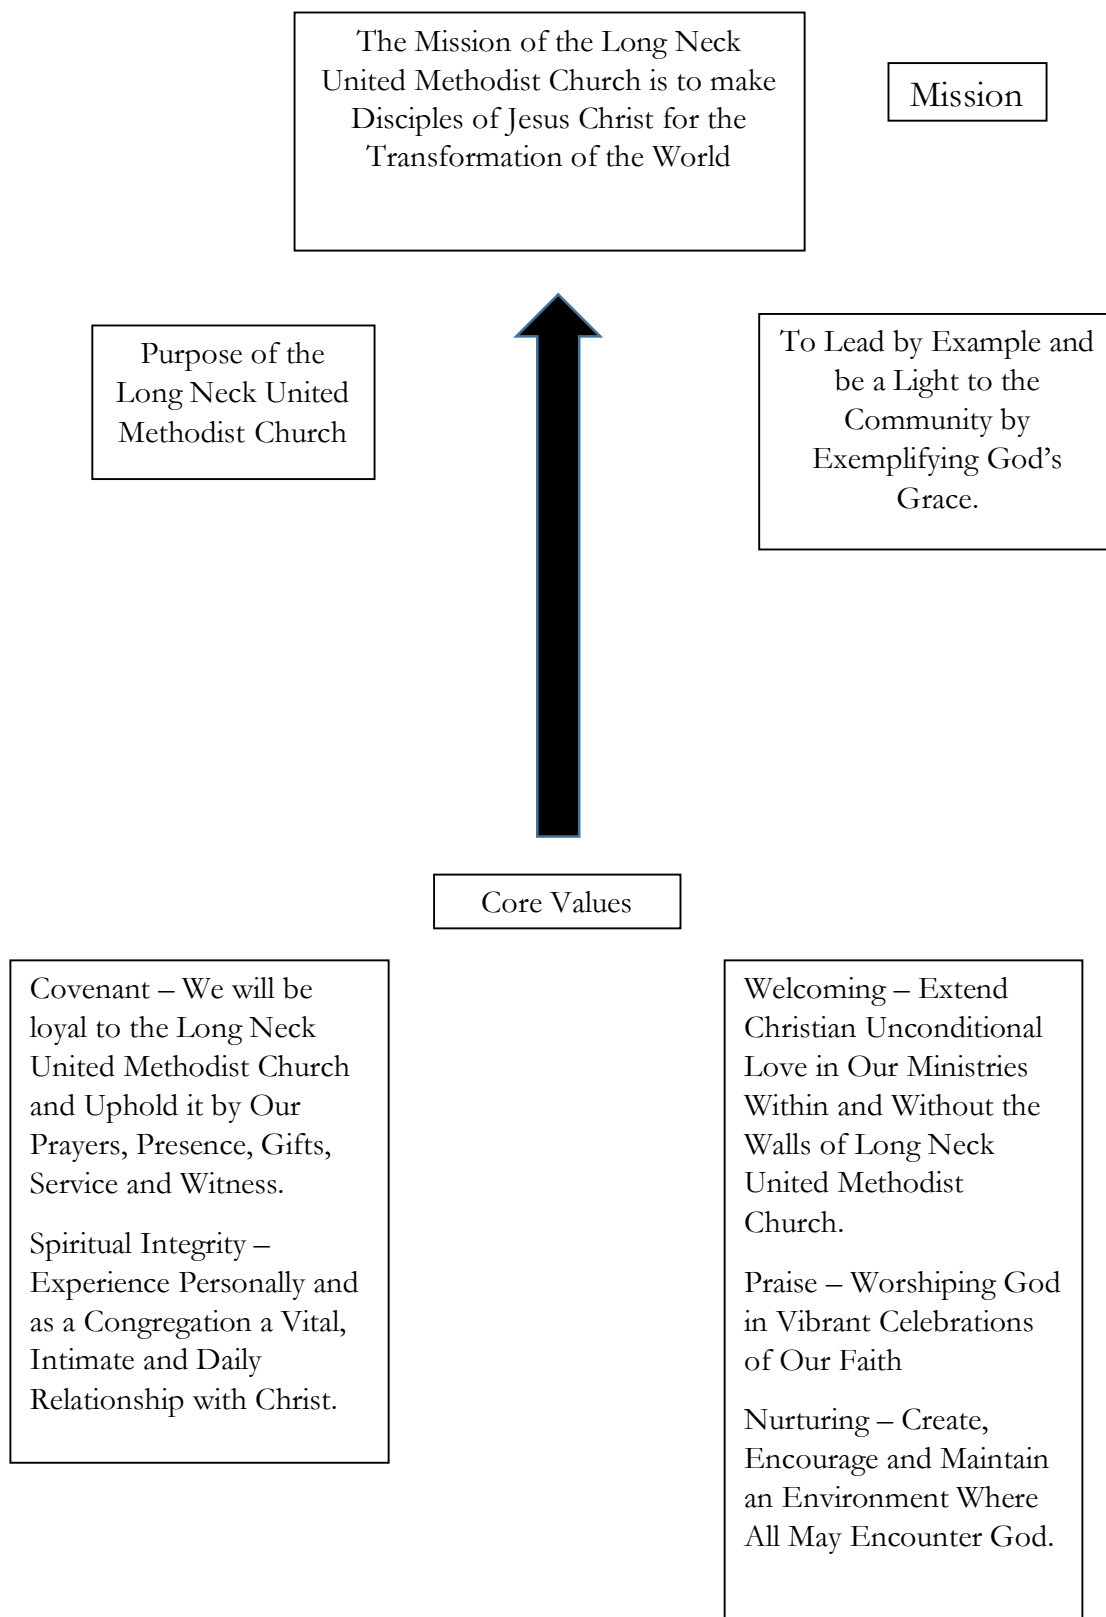 The Mission of the Long Neck
United Methodist Church is to make
Disciples of Jesus Christ for the
Transformation of the World
Mission
Purpose of the
Long Neck United
Methodist Church
To Lead by Example and
be a Light to the
Community by
Exemplifying God’s
Grace.
Core Values
Covenant – We will be
loyal to the Long Neck
United Methodist Church
and Uphold it by Our
Prayers, Presence, Gifts,
Service and Witness.
Spiritual Integrity –
Experience Personally and
as a Congregation a Vital,
Intimate and Daily
Relationship with Christ.
Welcoming – Extend
Christian Unconditional
Love in Our Ministries
Within and Without the
Walls of Long Neck
United Methodist
Church.
Praise – Worshiping God
in Vibrant Celebrations
of Our Faith
Nurturing – Create,
Encourage and Maintain
an Environment Where
All May Encounter God.